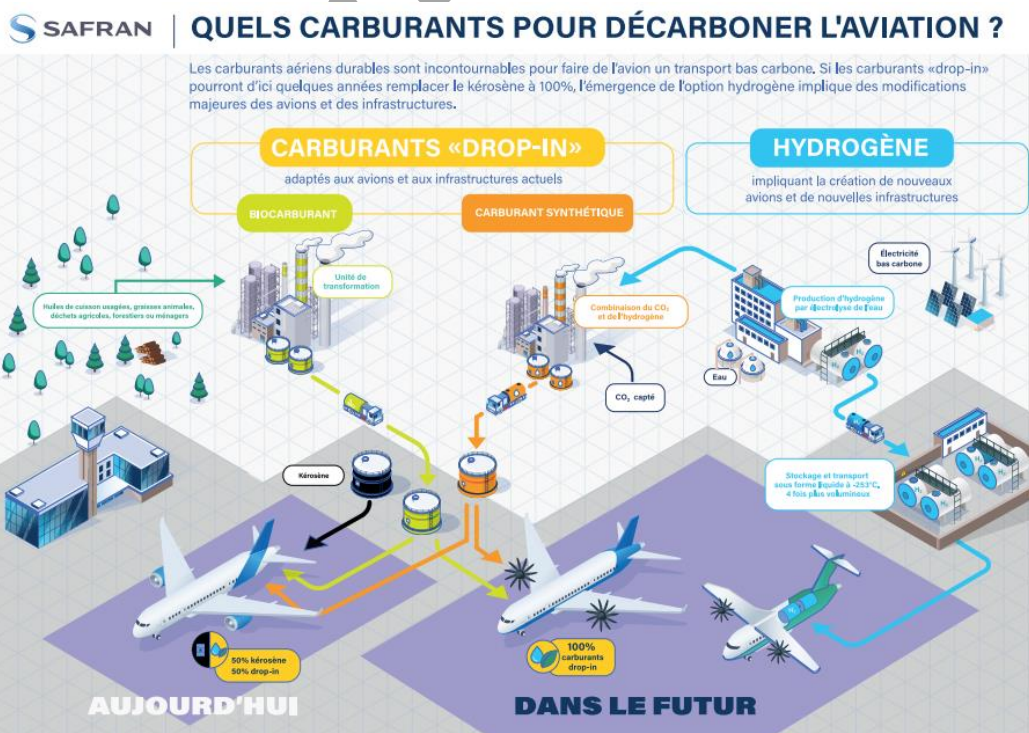 SAFRAN
QUELS CARBURANTS POUR DÉCARBONER L'AVIATION ?
Les carburants aériens durables sont incontournables pour faire de l'avion un transport bas carbone. Si les carburants «drop-in»
pourront d'ici quelques années remplacer le kérosène à 100%, l'émergence de l'option hydrogène implique des modifications
majeures des avions et des infrastructures.
CARBURANTS «DROP-IN»
adaptés aux avions et aux infrastructures actuels
HYDROGÈNE
impliquant la création de nouveaux
avions et de nouvelles infrastructures
BIOCARBURANT
CARBURANT SYNTHÉTIQUE
Électricité
bas carbone
Unité de
transformation
Huiles de cuisson usagées, graisses animales,
déchets agricoles, forestiers ou ménagers
Combinaison du CO₂
et de l'hydrogène
Production d'hydrogène
par électrolyse de l'eau
H₂
Eau
CO₂ capté
Kérosène
Stockage et transport
sous forme liquide à -253°C,
4 fois plus volumineux
50% kérosène
50% drop-in
100%
carburants
drop-in
AUJOURD'HUI
DANS LE FUTUR